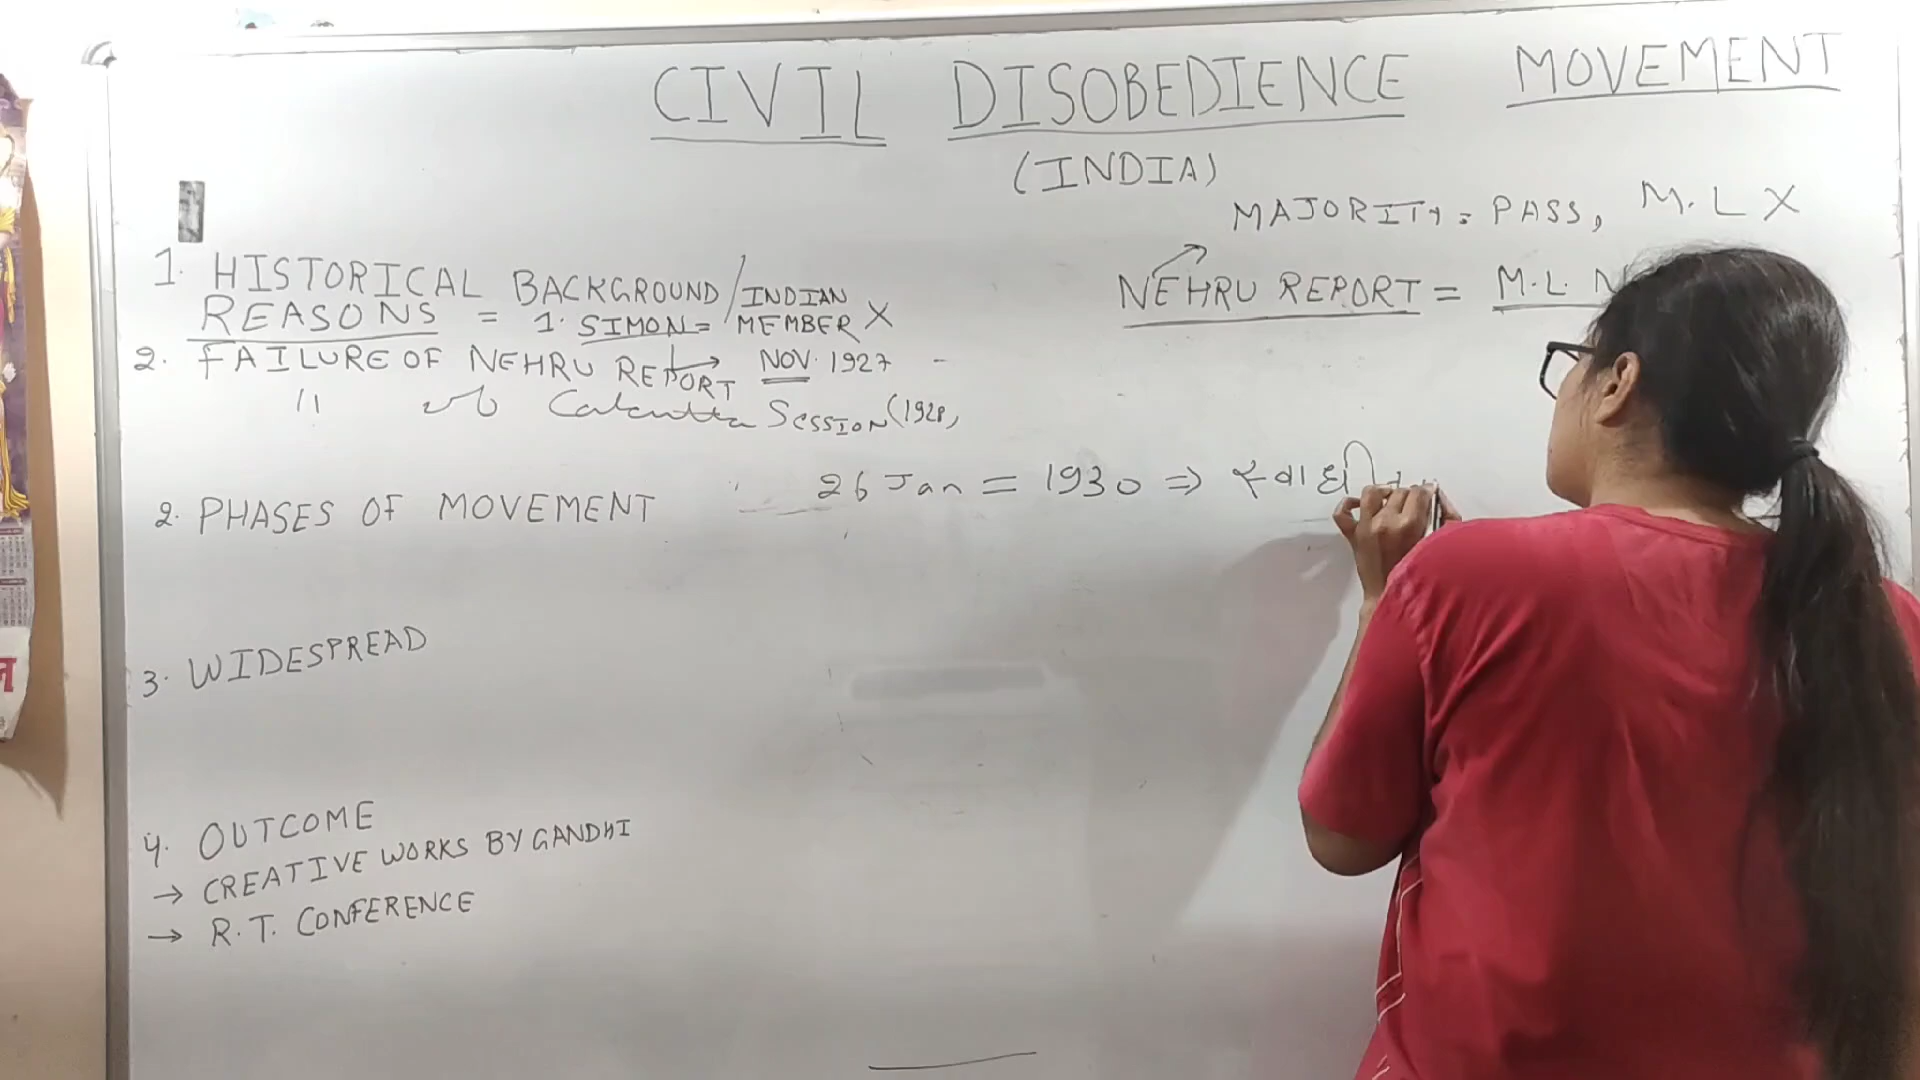 CIVIL DISOBEDIENCE MOVEMENT
(INDIA)
MAJORITY = PASS, M.L X
NEHRU REPORT = M.L. N
1. HISTORICAL BACKGROUND / INDIAN
REASONS = 1. SIMON = MEMBER X
2. FAILURE OF NEHRU REPORT → NOV. 1927 -
" Calcutta SESSION (1928)
26 Jan = 1930 ⇒
2. PHASES OF MOVEMENT
3. WIDESPREAD
4. OUTCOME
→ CREATIVE WORKS BY GANDHI
→ R.T. CONFERENCE